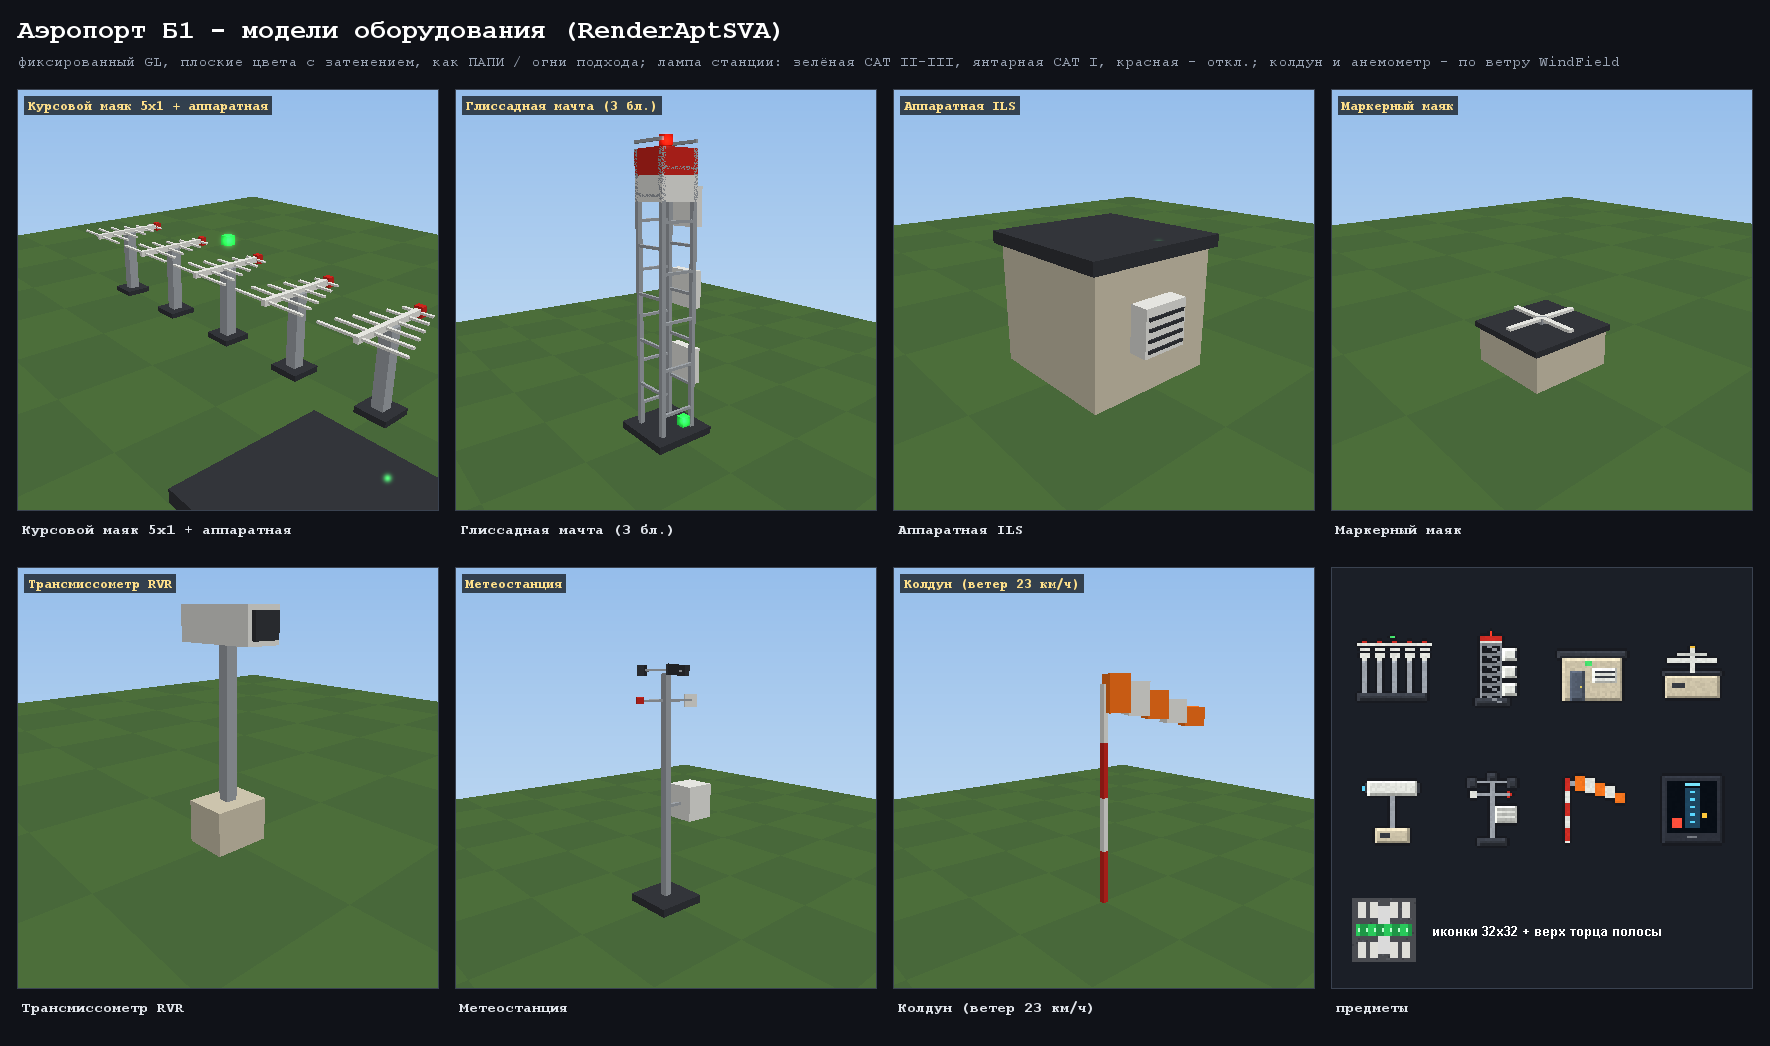 Аэропорт Б1 - модели оборудования (RenderAptSVA)
фиксированный GL, плоские цвета с затенением, как ПАПИ / огни подхода; лампа станции: зелёная CAT II-III, янтарная CAT I, красная - откл.; колдун и анемометр - по ветру WindField
Курсовой маяк 5x1 + аппаратная
Глиссадная мачта (3 бл.)
Аппаратная ILS
Маркерный маяк
Курсовой маяк 5x1 + аппаратная
Глиссадная мачта (3 бл.)
Аппаратная ILS
Маркерный маяк
Трансмиссометр RVR
Метеостанция
Колдун (ветер 23 км/ч)
иконки 32x32 + верх торца полосы
Трансмиссометр RVR
Метеостанция
Колдун (ветер 23 км/ч)
предметы